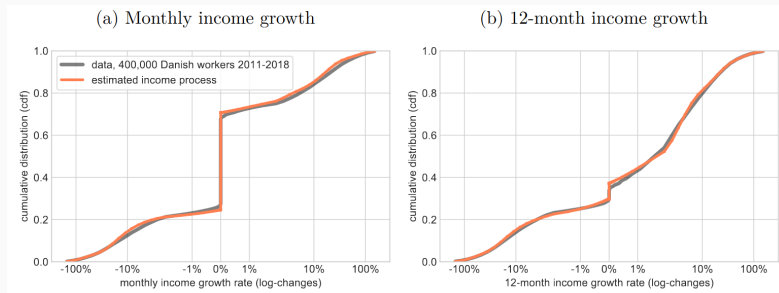 (a) Monthly income growth
(b) 12-month income growth
cumulative distribution (cdf)
1.0
0.8
0.6
0.4
0.2
0.0
data, 400,000 Danish workers 2011-2018
estimated income process
-100% -10% -1% 0% 1% 10% 100%
monthly income growth rate (log-changes)
cumulative distribution (cdf)
1.0
0.8
0.6
0.4
0.2
0.0
-100% -10% -1% 0% 1% 10% 100%
12-month income growth rate (log-changes)